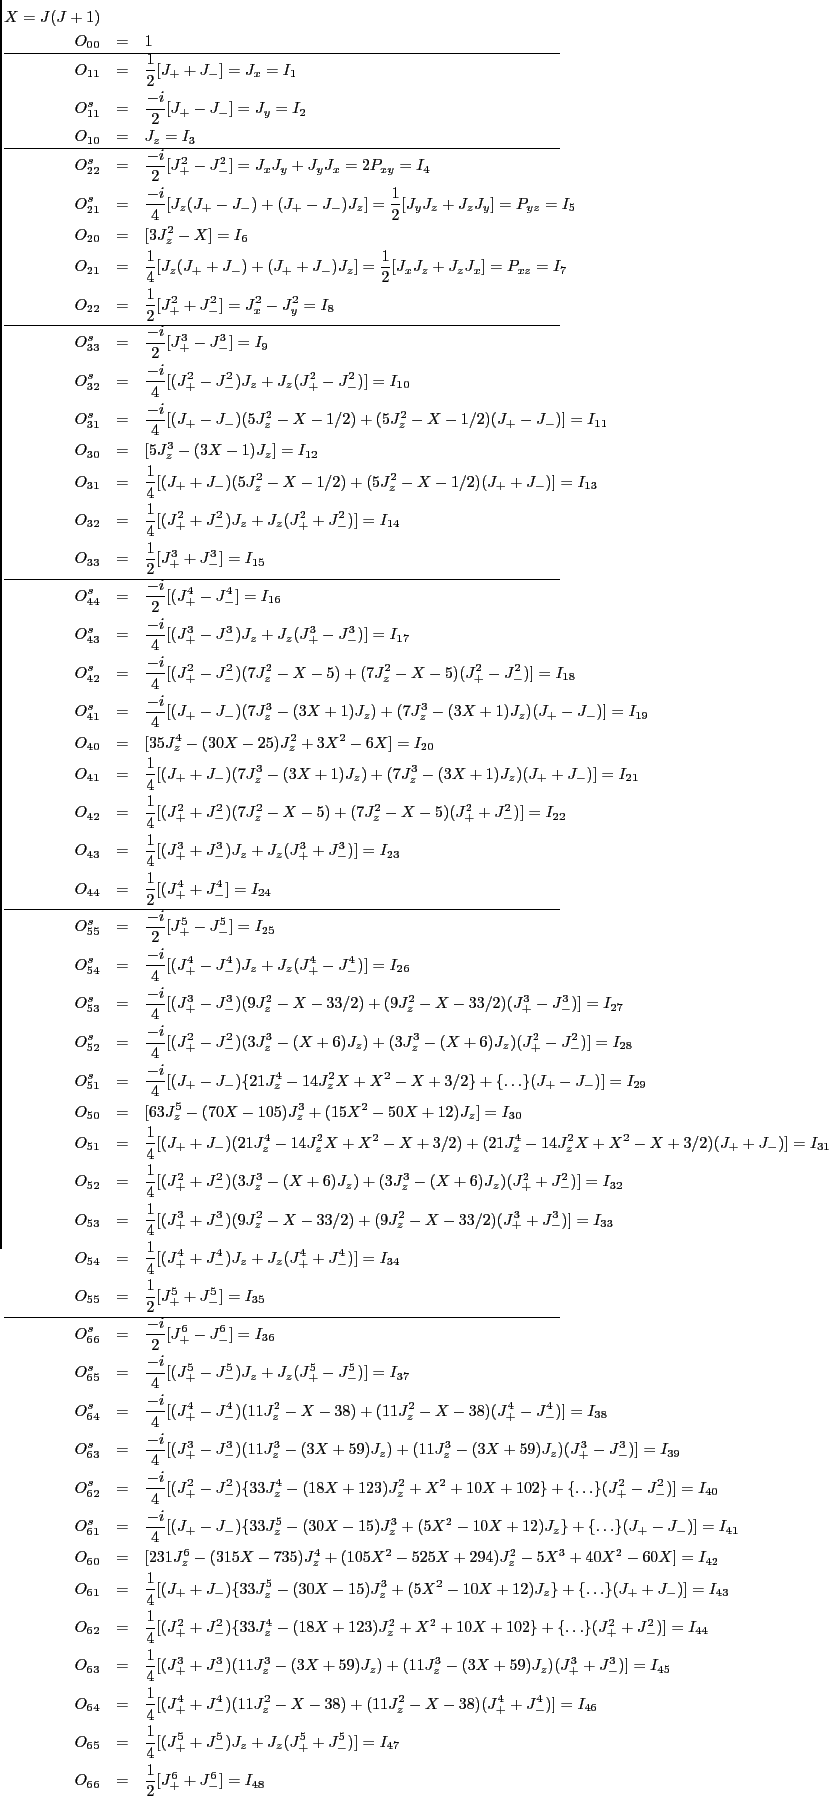 X = J(J + 1)
O_{00} = 1
O_{11} = \frac{1}{2}[J_+ + J_-] = J_x = I_1
O^s_{11} = \frac{-i}{2}[J_+ − J_-] = J_y = I_2
O_{10} = J_z = I_3
O^s_{22} = \frac{-i}{2}[J_+^2 − J_-^2] = J_xJ_y + J_yJ_x = 2P_{xy} = I_4
O^s_{21} = \frac{-i}{4}[J_z(J_+ − J_-) + (J_+ − J_-)J_z] = \frac{1}{2}[J_yJ_z + J_zJ_y] = P_{yz} = I_5
O_{20} = [3J_z^2 − X] = I_6
O_{21} = \frac{1}{4}[J_z(J_+ + J_-) + (J_+ + J_-)J_z] = \frac{1}{2}[J_xJ_z + J_zJ_x] = P_{xz} = I_7
O_{22} = \frac{1}{2}[J_+^2 + J_-^2] = J_x^2 − J_y^2 = I_8
O^s_{33} = \frac{-i}{2}[J_+^3 − J_-^3] = I_9
O^s_{32} = \frac{-i}{4}[(J_+^2 − J_-^2)J_z + J_z(J_+^2 − J_-^2)] = I_{10}
O^s_{31} = \frac{-i}{4}[(J_+ − J_-)(5J_z^2 − X − 1/2) + (5J_z^2 − X − 1/2)(J_+ − J_-)] = I_{11}
O_{30} = [5J_z^3 − (3X − 1)J_z] = I_{12}
O_{31} = \frac{1}{4}[(J_+ + J_-)(5J_z^2 − X − 1/2) + (5J_z^2 − X − 1/2)(J_+ + J_-)] = I_{13}
O_{32} = \frac{1}{4}[(J_+^2 + J_-^2)J_z + J_z(J_+^2 + J_-^2)] = I_{14}
O_{33} = \frac{1}{2}[J_+^3 + J_-^3] = I_{15}
O^s_{44} = \frac{-i}{2}[(J_+^4 − J_-^4] = I_{16}
O^s_{43} = \frac{-i}{4}[(J_+^3 − J_-^3)J_z + J_z(J_+^3 − J_-^3)] = I_{17}
O^s_{42} = \frac{-i}{4}[(J_+^2 − J_-^2)(7J_z^2 − X − 5) + (7J_z^2 − X − 5)(J_+^2 − J_-^2)] = I_{18}
O^s_{41} = \frac{-i}{4}[(J_+ − J_-)(7J_z^3 − (3X + 1)J_z) + (7J_z^3 − (3X + 1)J_z)(J_+ − J_-)] = I_{19}
O_{40} = [35J_z^4 − (30X − 25)J_z^2 + 3X^2 − 6X] = I_{20}
O_{41} = \frac{1}{4}[(J_+ + J_-)(7J_z^3 − (3X + 1)J_z) + (7J_z^3 − (3X + 1)J_z)(J_+ + J_-)] = I_{21}
O_{42} = \frac{1}{4}[(J_+^2 + J_-^2)(7J_z^2 − X − 5) + (7J_z^2 − X − 5)(J_+^2 + J_-^2)] = I_{22}
O_{43} = \frac{1}{4}[(J_+^3 + J_-^3)J_z + J_z(J_+^3 + J_-^3)] = I_{23}
O_{44} = \frac{1}{2}[(J_+^4 + J_-^4] = I_{24}
O^s_{55} = \frac{-i}{2}[J_+^5 − J_-^5] = I_{25}
O^s_{54} = \frac{-i}{4}[(J_+^4 − J_-^4)J_z + J_z(J_+^4 − J_-^4)] = I_{26}
O^s_{53} = \frac{-i}{4}[(J_+^3 − J_-^3)(9J_z^2 − X − 33/2) + (9J_z^2 − X − 33/2)(J_+^3 − J_-^3)] = I_{27}
O^s_{52} = \frac{-i}{4}[(J_+^2 − J_-^2)(3J_z^3 − (X + 6)J_z) + (3J_z^3 − (X + 6)J_z)(J_+^2 − J_-^2)] = I_{28}
O^s_{51} = \frac{-i}{4}[(J_+ − J_-){21J_z^4 − 14J_z^2X + X^2 − X + 3/2} + {...}(J_+ − J_-)] = I_{29}
O_{50} = [63J_z^5 − (70X − 105)J_z^3 + (15X^2 − 50X + 12)J_z] = I_{30}
O_{51} = \frac{1}{4}[(J_+ + J_-)(21J_z^4 − 14J_z^2X + X^2 − X + 3/2) + (21J_z^4 − 14J_z^2X + X^2 − X + 3/2)(J_+ + J_-)] = I_{31}
O_{52} = \frac{1}{4}[(J_+^2 + J_-^2)(3J_z^3 − (X + 6)J_z) + (3J_z^3 − (X + 6)J_z)(J_+^2 + J_-^2)] = I_{32}
O_{53} = \frac{1}{4}[(J_+^3 + J_-^3)(9J_z^2 − X − 33/2) + (9J_z^2 − X − 33/2)(J_+^3 + J_-^3)] = I_{33}
O_{54} = \frac{1}{4}[(J_+^4 + J_-^4)J_z + J_z(J_+^4 + J_-^4)] = I_{34}
O_{55} = \frac{1}{2}[J_+^5 + J_-^5] = I_{35}
O^s_{66} = \frac{-i}{2}[J_+^6 − J_-^6] = I_{36}
O^s_{65} = \frac{-i}{4}[(J_+^5 − J_-^5)J_z + J_z(J_+^5 − J_-^5)] = I_{37}
O^s_{64} = \frac{-i}{4}[(J_+^4 − J_-^4)(11J_z^2 − X − 38) + (11J_z^2 − X − 38)(J_+^4 − J_-^4)] = I_{38}
O^s_{63} = \frac{-i}{4}[(J_+^3 − J_-^3)(11J_z^3 − (3X + 59)J_z) + (11J_z^3 − (3X + 59)J_z)(J_+^3 − J_-^3)] = I_{39}
O^s_{62} = \frac{-i}{4}[(J_+^2 − J_-^2){33J_z^4 − (18X + 123)J_z^2 + X^2 + 10X + 102} + {...}(J_+^2 − J_-^2)] = I_{40}
O^s_{61} = \frac{-i}{4}[(J_+ − J_-){33J_z^5 − (30X − 15)J_z^3 + (5X^2 − 10X + 12)J_z} + {...}(J_+ − J_-)] = I_{41}
O_{60} = [231J_z^6 − (315X − 735)J_z^4 + (105X^2 − 525X + 294)J_z^2 − 5X^3 + 40X^2 − 60X] = I_{42}
O_{61} = \frac{1}{4}[(J_+ + J_-){33J_z^5 − (30X − 15)J_z^3 + (5X^2 − 10X + 12)J_z} + {...}(J_+ + J_-)] = I_{43}
O_{62} = \frac{1}{4}[(J_+^2 + J_-^2){33J_z^4 − (18X + 123)J_z^2 + X^2 + 10X + 102} + {...}(J_+^2 + J_-^2)] = I_{44}
O_{63} = \frac{1}{4}[(J_+^3 + J_-^3)(11J_z^3 − (3X + 59)J_z) + (11J_z^3 − (3X + 59)J_z)(J_+^3 + J_-^3)] = I_{45}
O_{64} = \frac{1}{4}[(J_+^4 + J_-^4)(11J_z^2 − X − 38) + (11J_z^2 − X − 38)(J_+^4 + J_-^4)] = I_{46}
O_{65} = \frac{1}{4}[(J_+^5 + J_-^5)J_z + J_z(J_+^5 + J_-^5)] = I_{47}
O_{66} = \frac{1}{2}[J_+^6 + J_-^6] = I_{48}